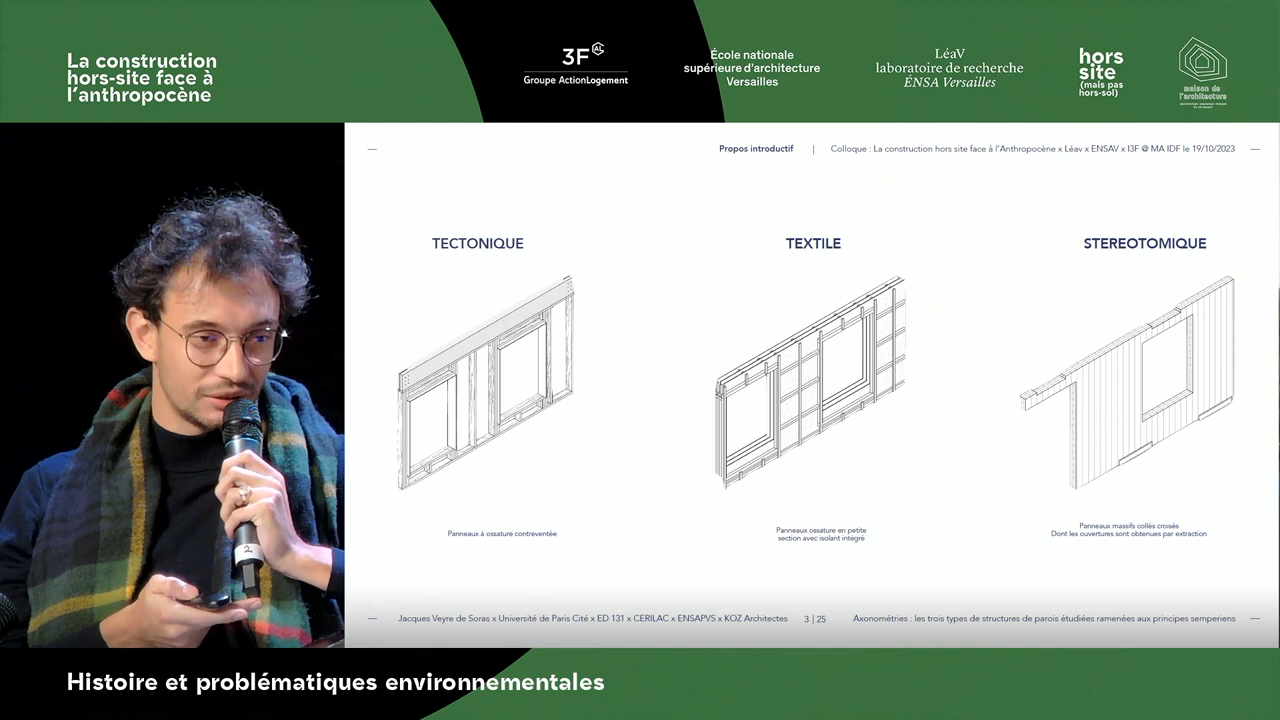 La construction
hors-site face à
l'anthropocène
3F AL
Groupe ActionLogement
École nationale
supérieure d'architecture
Versailles
LéaV
laboratoire de recherche
ÉNSA Versailles
hors
site
(mais pas
hors-sol)
maison de
l'architecture
Propos introductif | Colloque : La construction hors site face à l'Anthropocène x Léav x ENSAV x I3F @ MA IDF le 19/10/2023
TECTONIQUE
TEXTILE
STEREOTOMIQUE
Panneaux à ossature contreventée
Panneaux ossature en petite
section avec isolant intégré
Panneaux massifs collés croisés
Dont les ouvertures sont obtenues par extraction
2
Jacques Veyre de Soras x Université de Paris Cité x ED 131 x CERILAC x ENSAPVS x KOZ Architectes
3 | 25
Axonométries : les trois types de structures de parois étudiées ramenées aux principes semperiens
Histoire et problématiques environnementales